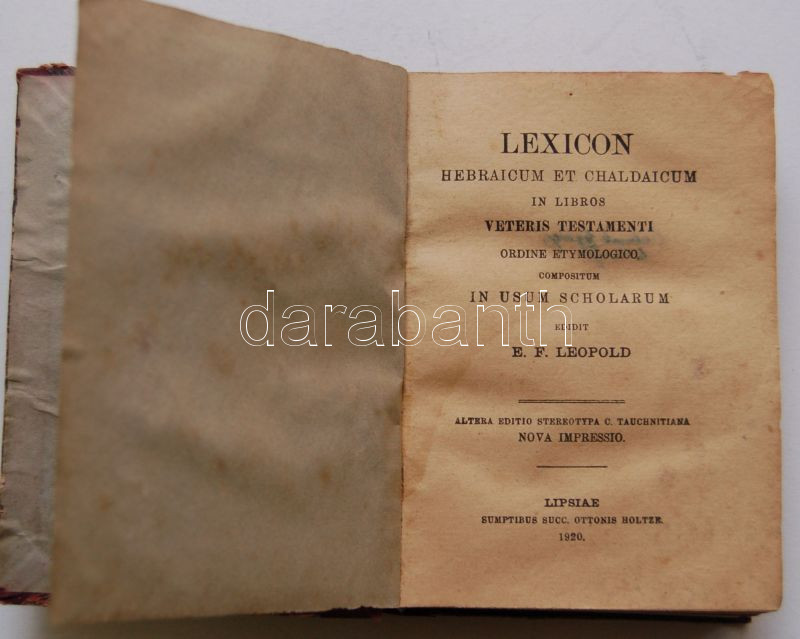 LEXICON
HEBRAICUM ET CHALDAICUM
IN LIBROS
VETERIS TESTAMENTI
ORDINE ETYMOLOGICO
COMPOSITUM
IN USUM SCHOLARUM
darabanth
EDIDIT
E. F. LEOPOLD
ALTERA EDITIO STEREOTYPA C. TAUCHNITIANA
NOVA IMPRESSIO.
LIPSIAE
SUMPTIBUS SUCC. OTTONIS HOLTZE.
1920.